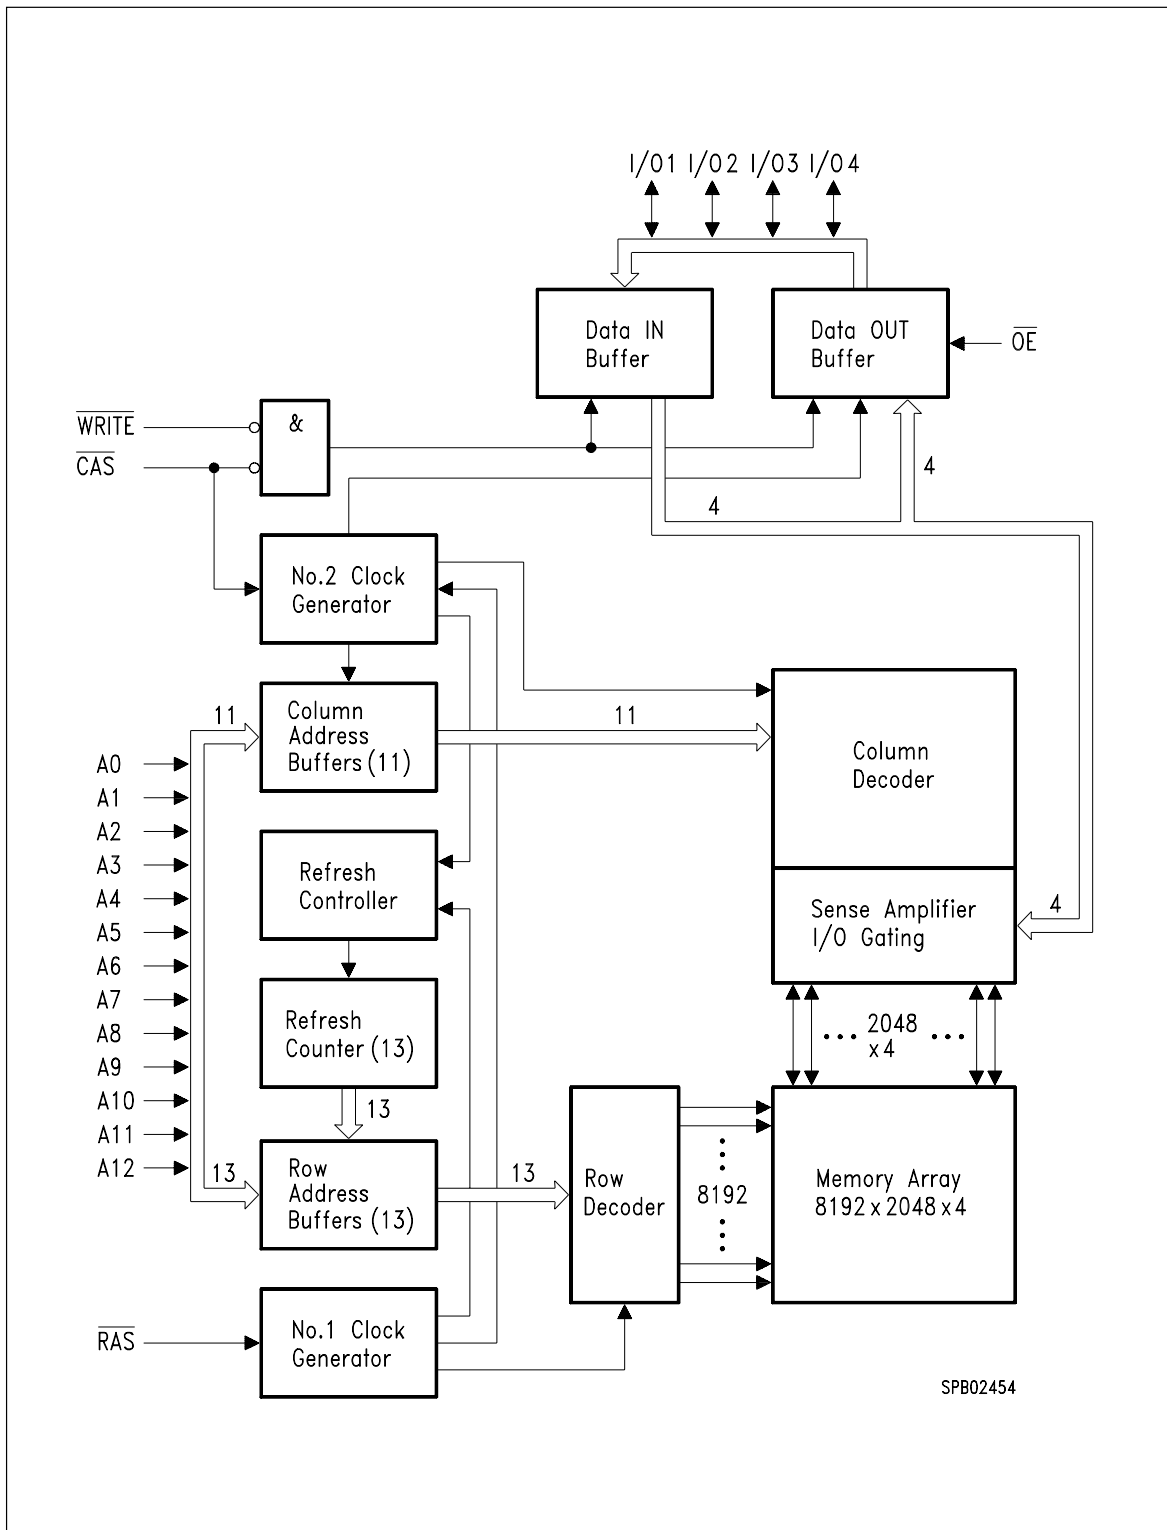 I/O1 I/O2 I/O3 I/O4
Data IN
Buffer
Data OUT
Buffer
OE
WRITE
CAS
&
4
4
No.2 Clock
Generator
11
Column
Address
Buffers (11)
11
Column
Decoder
A0
A1
A2
A3
A4
A5
A6
A7
A8
A9
A10
A11
A12
Refresh
Controller
Sense Amplifier
I/O Gating
4
Refresh
Counter (13)
... 2048 ...
x4
13
13
Row
Address
Buffers (13)
13
Row
Decoder
8192
Memory Array
8192 x 2048 x 4
RAS
No.1 Clock
Generator
SPB02454